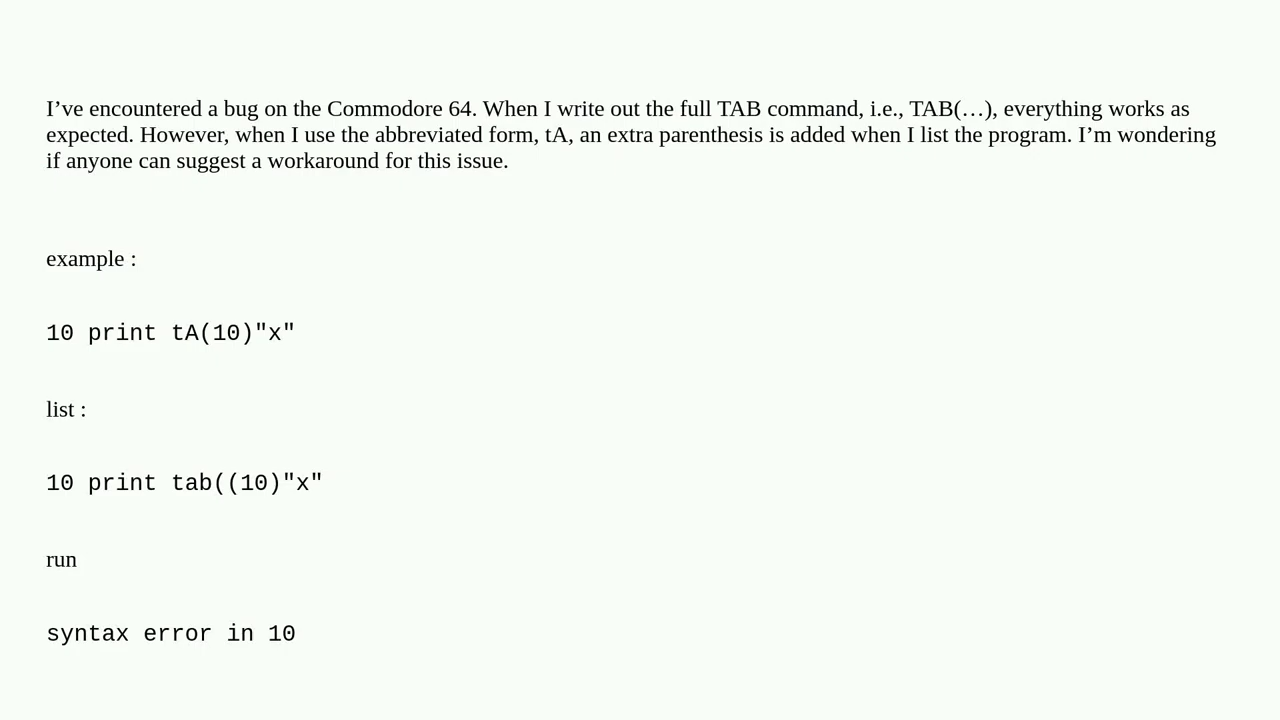 I’ve encountered a bug on the Commodore 64. When I write out the full TAB command, i.e., TAB(…), everything works as
expected. However, when I use the abbreviated form, tA, an extra parenthesis is added when I list the program. I’m wondering
if anyone can suggest a workaround for this issue.
example :
10 print tA(10)"x"
list :
10 print tab((10)"x"
run
syntax error in 10